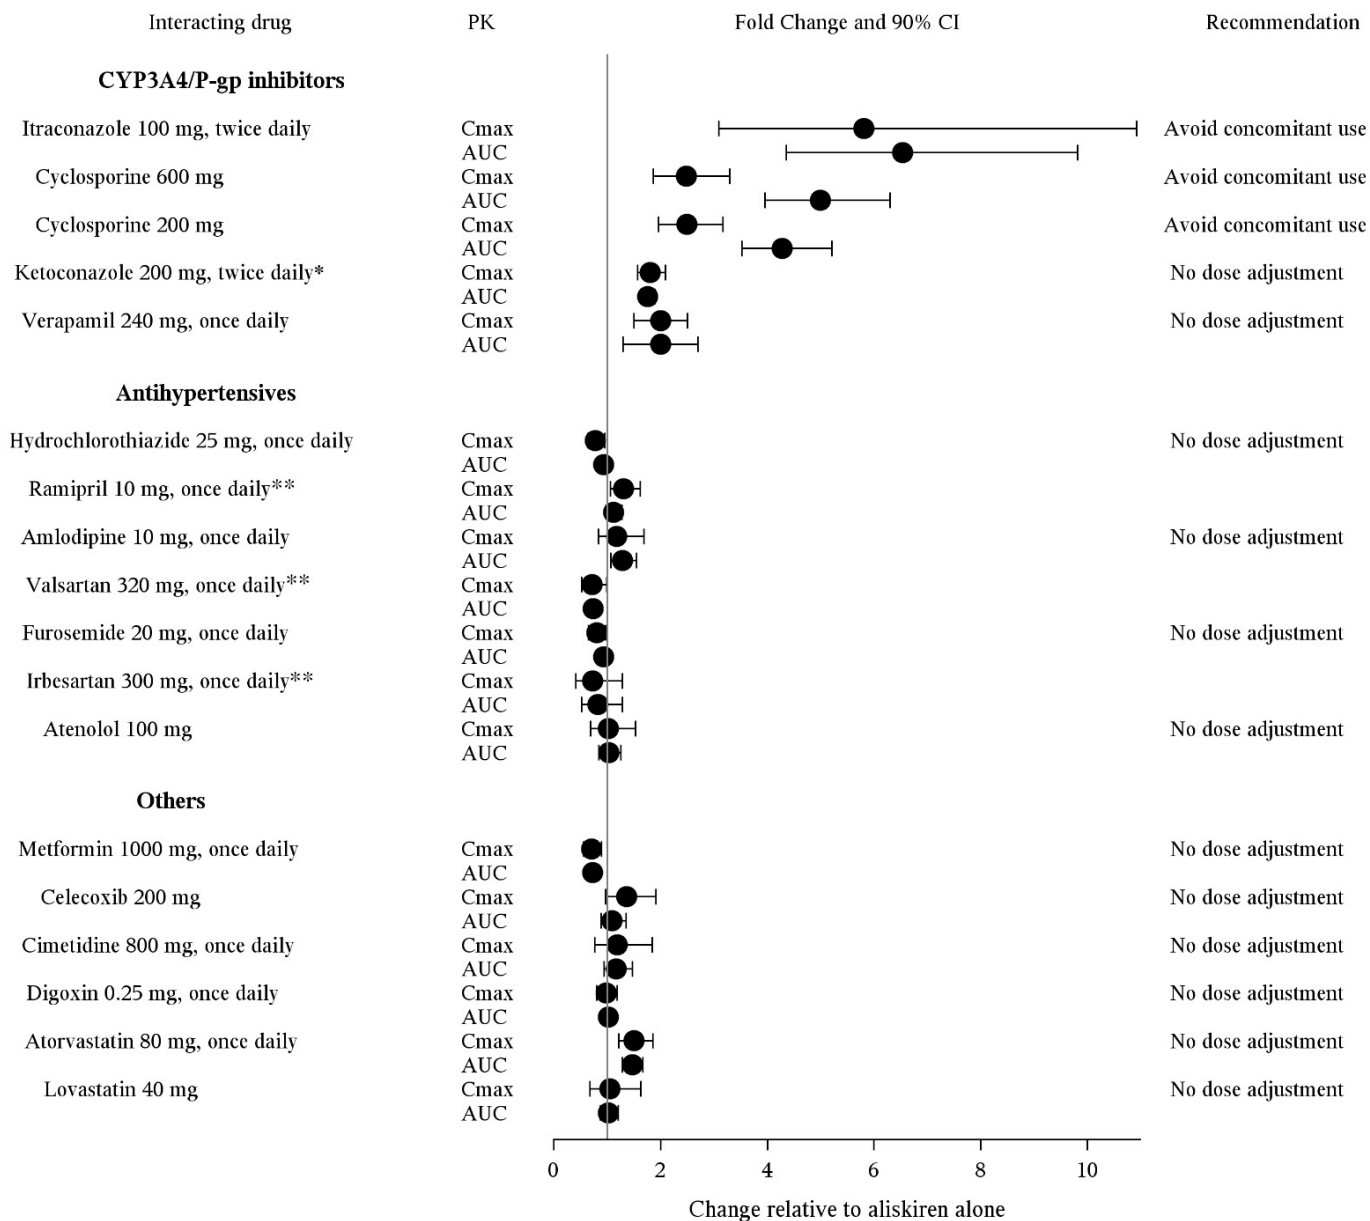 Interacting drug PK Fold Change and 90% CI Recommendation
CYP3A4/P-gp inhibitors
Itraconazole 100 mg, twice daily Cmax Avoid concomitant use
AUC
Cyclosporine 600 mg Cmax Avoid concomitant use
AUC
Cyclosporine 200 mg Cmax Avoid concomitant use
AUC
Ketoconazole 200 mg, twice daily* Cmax No dose adjustment
AUC
Verapamil 240 mg, once daily Cmax No dose adjustment
AUC
Antihypertensives
Hydrochlorothiazide 25 mg, once daily Cmax No dose adjustment
AUC
Ramipril 10 mg, once daily** Cmax
AUC
Amlodipine 10 mg, once daily Cmax No dose adjustment
AUC
Valsartan 320 mg, once daily** Cmax
AUC
Furosemide 20 mg, once daily Cmax No dose adjustment
AUC
Irbesartan 300 mg, once daily** Cmax
AUC
Atenolol 100 mg Cmax No dose adjustment
AUC
Others
Metformin 1000 mg, once daily Cmax No dose adjustment
AUC
Celecoxib 200 mg Cmax No dose adjustment
AUC
Cimetidine 800 mg, once daily Cmax No dose adjustment
AUC
Digoxin 0.25 mg, once daily Cmax No dose adjustment
AUC
Atorvastatin 80 mg, once daily Cmax No dose adjustment
AUC
Lovastatin 40 mg Cmax No dose adjustment
AUC
0 2 4 6 8 10
Change relative to aliskiren alone